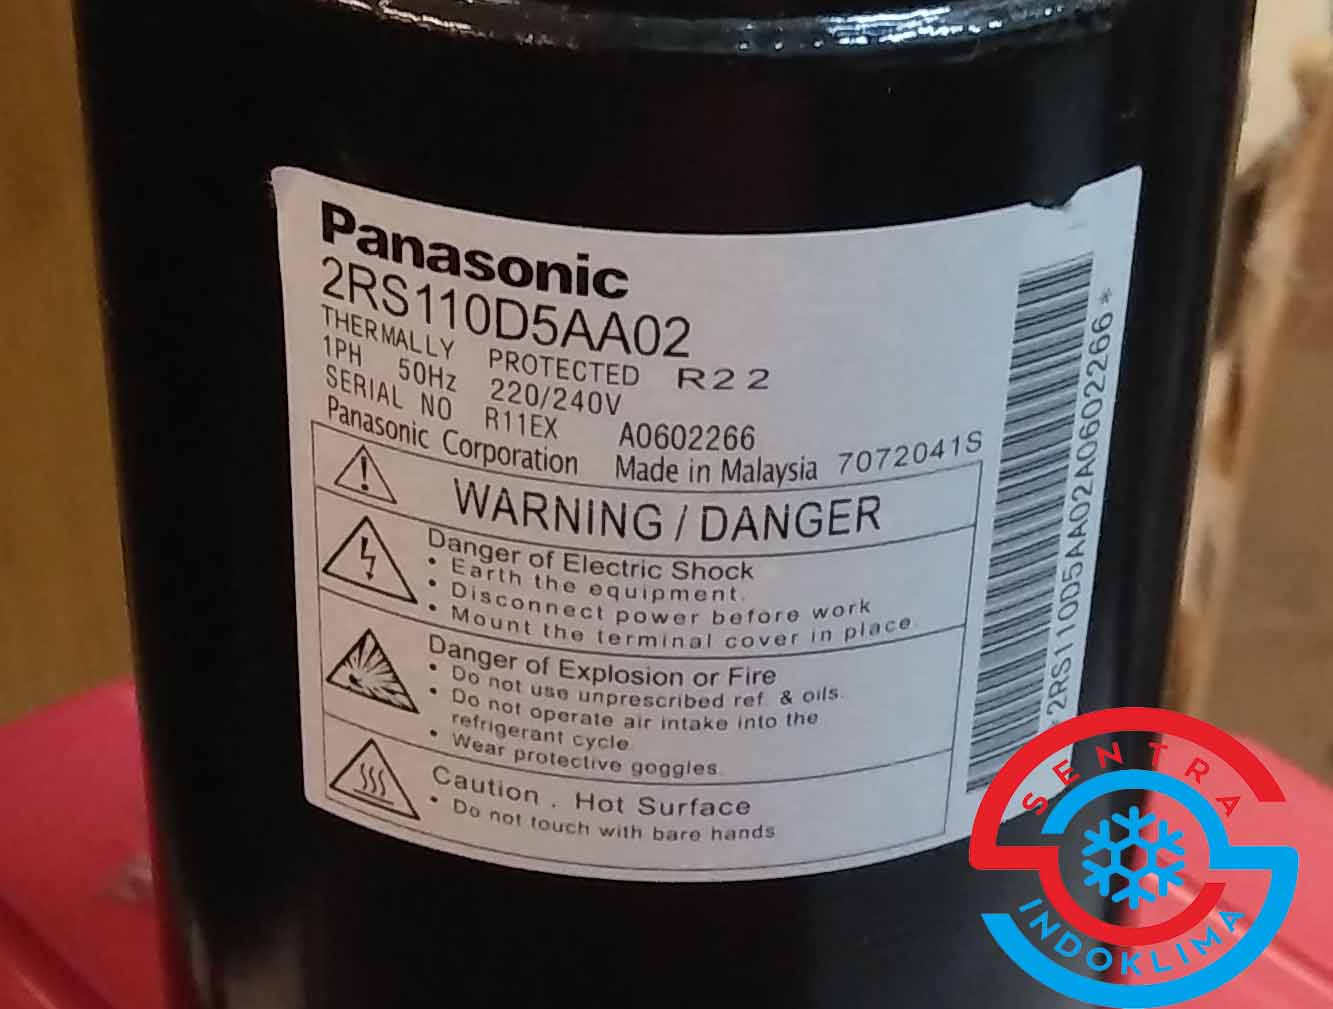 Panasonic
2RS110D5AA02
THERMALLY PROTECTED R22
1PH 50Hz 220/240V
SERIAL NO R11EX A0602266
Panasonic Corporation Made in Malaysia 7072041S
WARNING / DANGER
Danger of Electric Shock
• Earth the equipment.
• Disconnect power before work
• Mount the terminal cover in place.
Danger of Explosion or Fire
• Do not use unprescribed ref. & oils.
• Do not operate air intake into the
refrigerant cycle.
• Wear protective goggles.
Caution . Hot Surface
• Do not touch with bare hands
*2RS110D5AA02A0602266*
SENTRA
INDOKLIMA